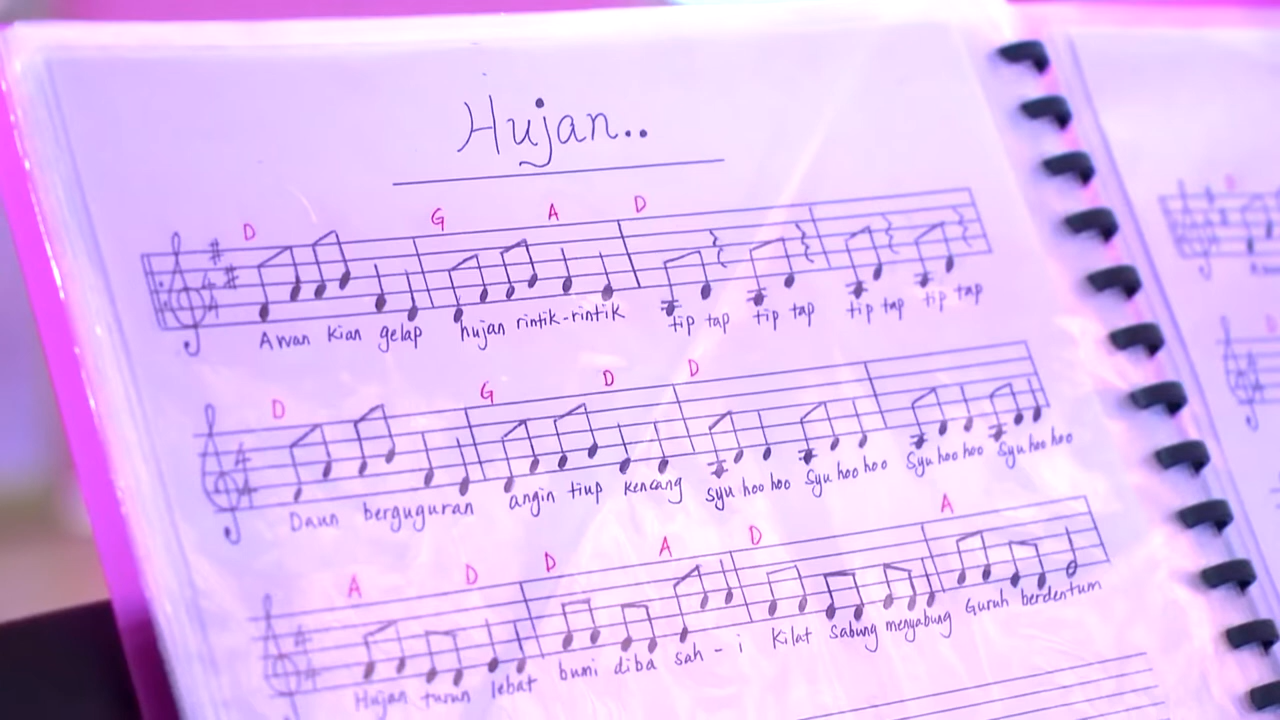 Hujan..
D G A D
Awan kian gelap hujan rintik-rintik tip tap tip tap tip tap tip tap
D G D D
Daun berguguran angin tiup kencang syu hoo hoo syu hoo hoo syu hoo hoo syu hoo hoo
A D D A D A
Hujan turun lebat bumi diba sah - i Kilat Sabung menyabung Guruh berdentum